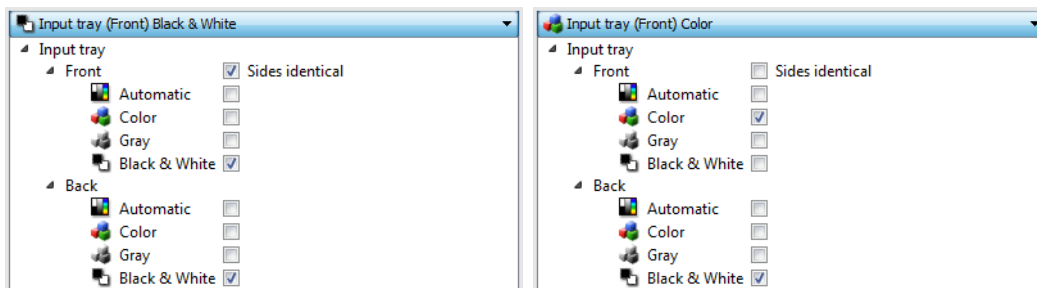 Input tray (Front) Black & White
Input tray
Front Sides identical
Automatic
Color
Gray
Black & White
Back
Automatic
Color
Gray
Black & White
Input tray (Front) Color
Input tray
Front Sides identical
Automatic
Color
Gray
Black & White
Back
Automatic
Color
Gray
Black & White